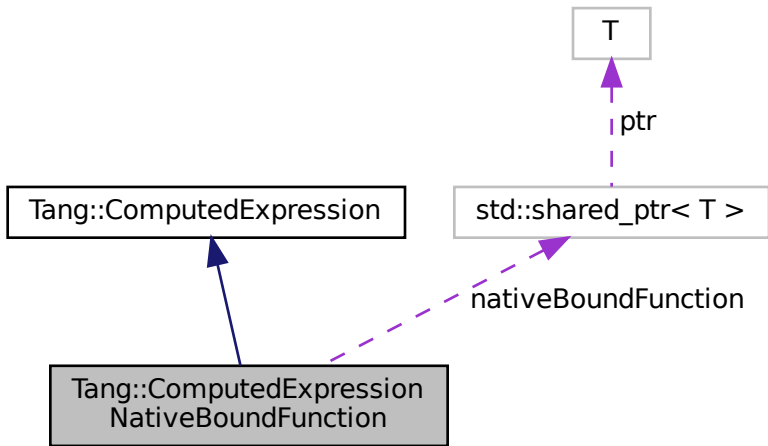 T
ptr
Tang::ComputedExpression
std::shared_ptr< T >
nativeBoundFunction
Tang::ComputedExpression
NativeBoundFunction